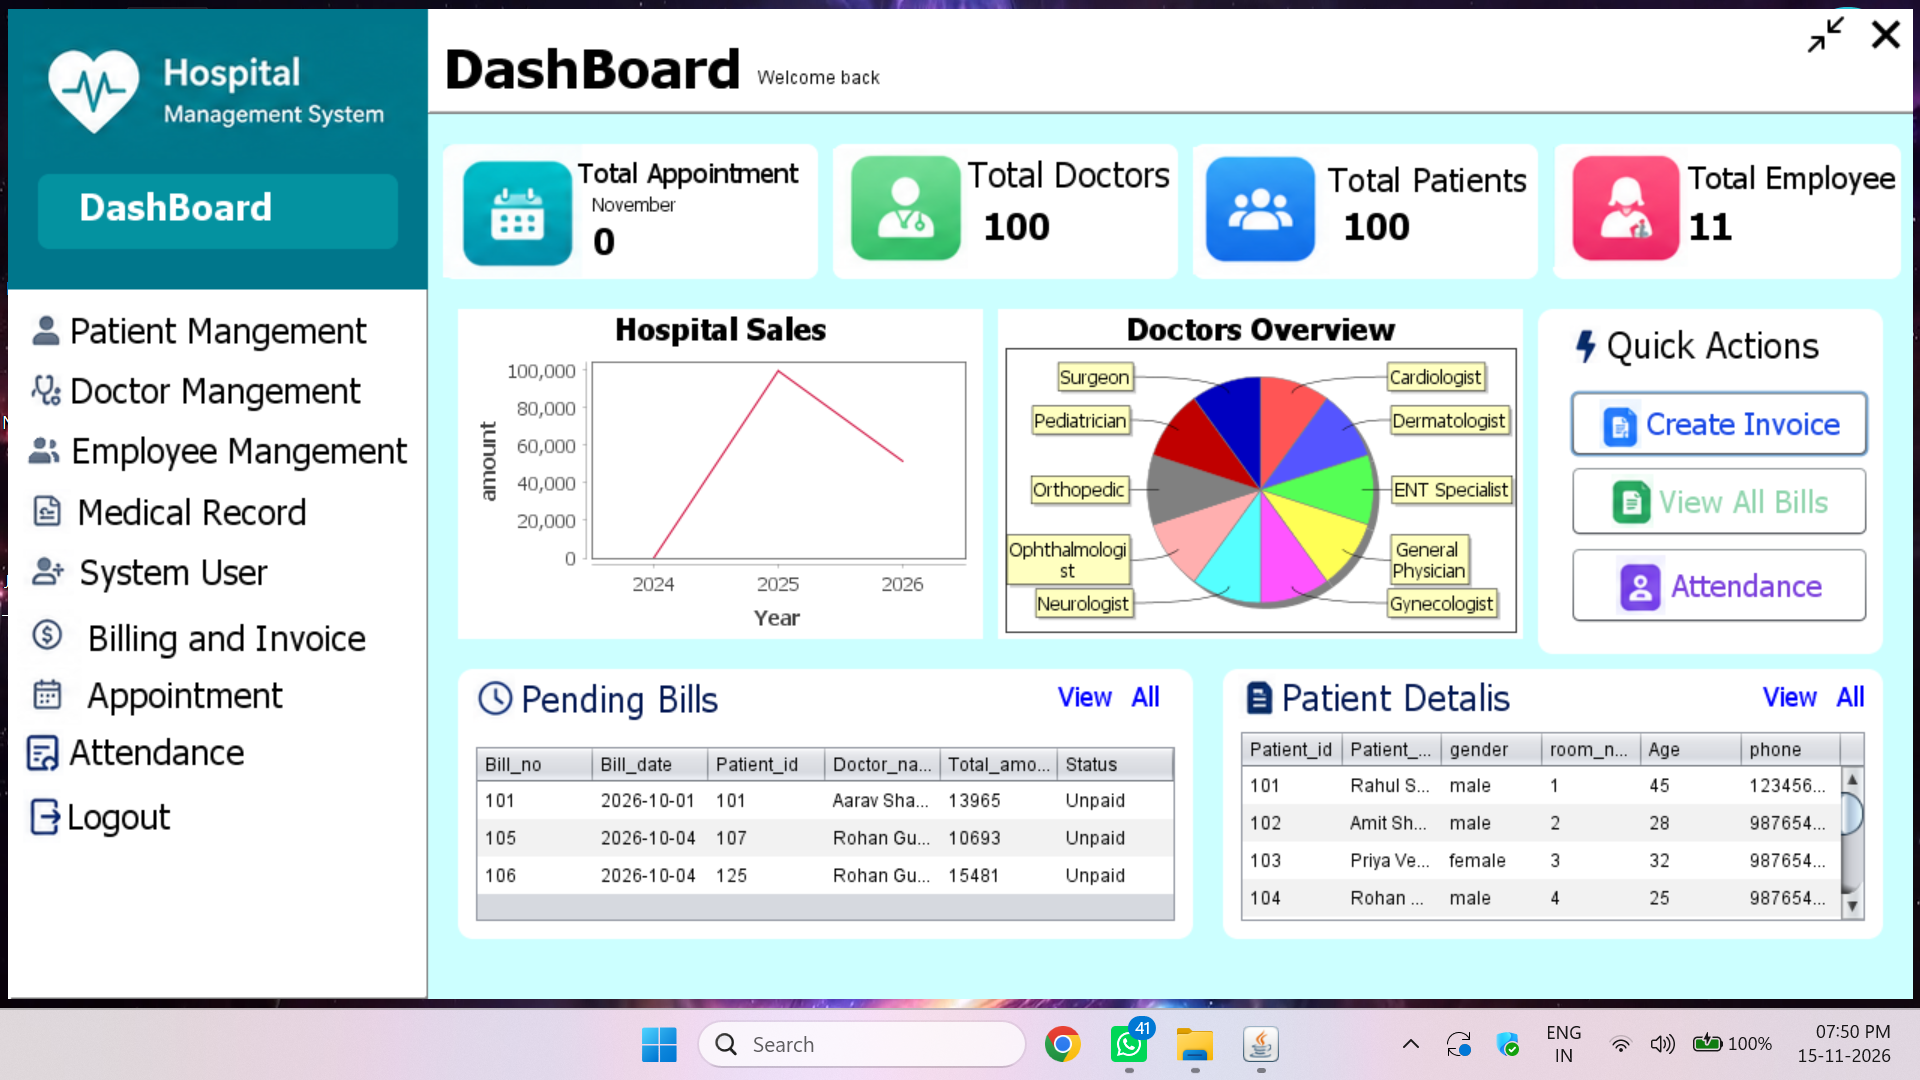 Hospital
Management System
DashBoard
Patient Mangement
Doctor Mangement
Employee Mangement
Medical Record
System User
Billing and Invoice
Appointment
Attendance
Logout
DashBoard Welcome back
Total Appointment
November
0
Total Doctors
100
Total Patients
100
Total Employee
11
Hospital Sales
100,000
80,000
60,000
40,000
20,000
0
amount
2024 2025 2026
Year
Doctors Overview
Surgeon
Cardiologist
Pediatrician
Dermatologist
Orthopedic
ENT Specialist
Ophthalmologi
st
General
Physician
Neurologist
Gynecologist
Quick Actions
Create Invoice
View All Bills
Attendance
Pending Bills View All
Bill_no Bill_date Patient_id Doctor_na... Total_amo... Status
101 2026-10-01 101 Aarav Sha... 13965 Unpaid
105 2026-10-04 107 Rohan Gu... 10693 Unpaid
106 2026-10-04 125 Rohan Gu... 15481 Unpaid
Patient Detalis View All
Patient_id Patient_... gender room_n... Age phone
101 Rahul S... male 1 45 123456...
102 Amit Sh... male 2 28 987654...
103 Priya Ve... female 3 32 987654...
104 Rohan ... male 4 25 987654...
Search
41
ENG
IN
100%
07:50 PM
15-11-2026